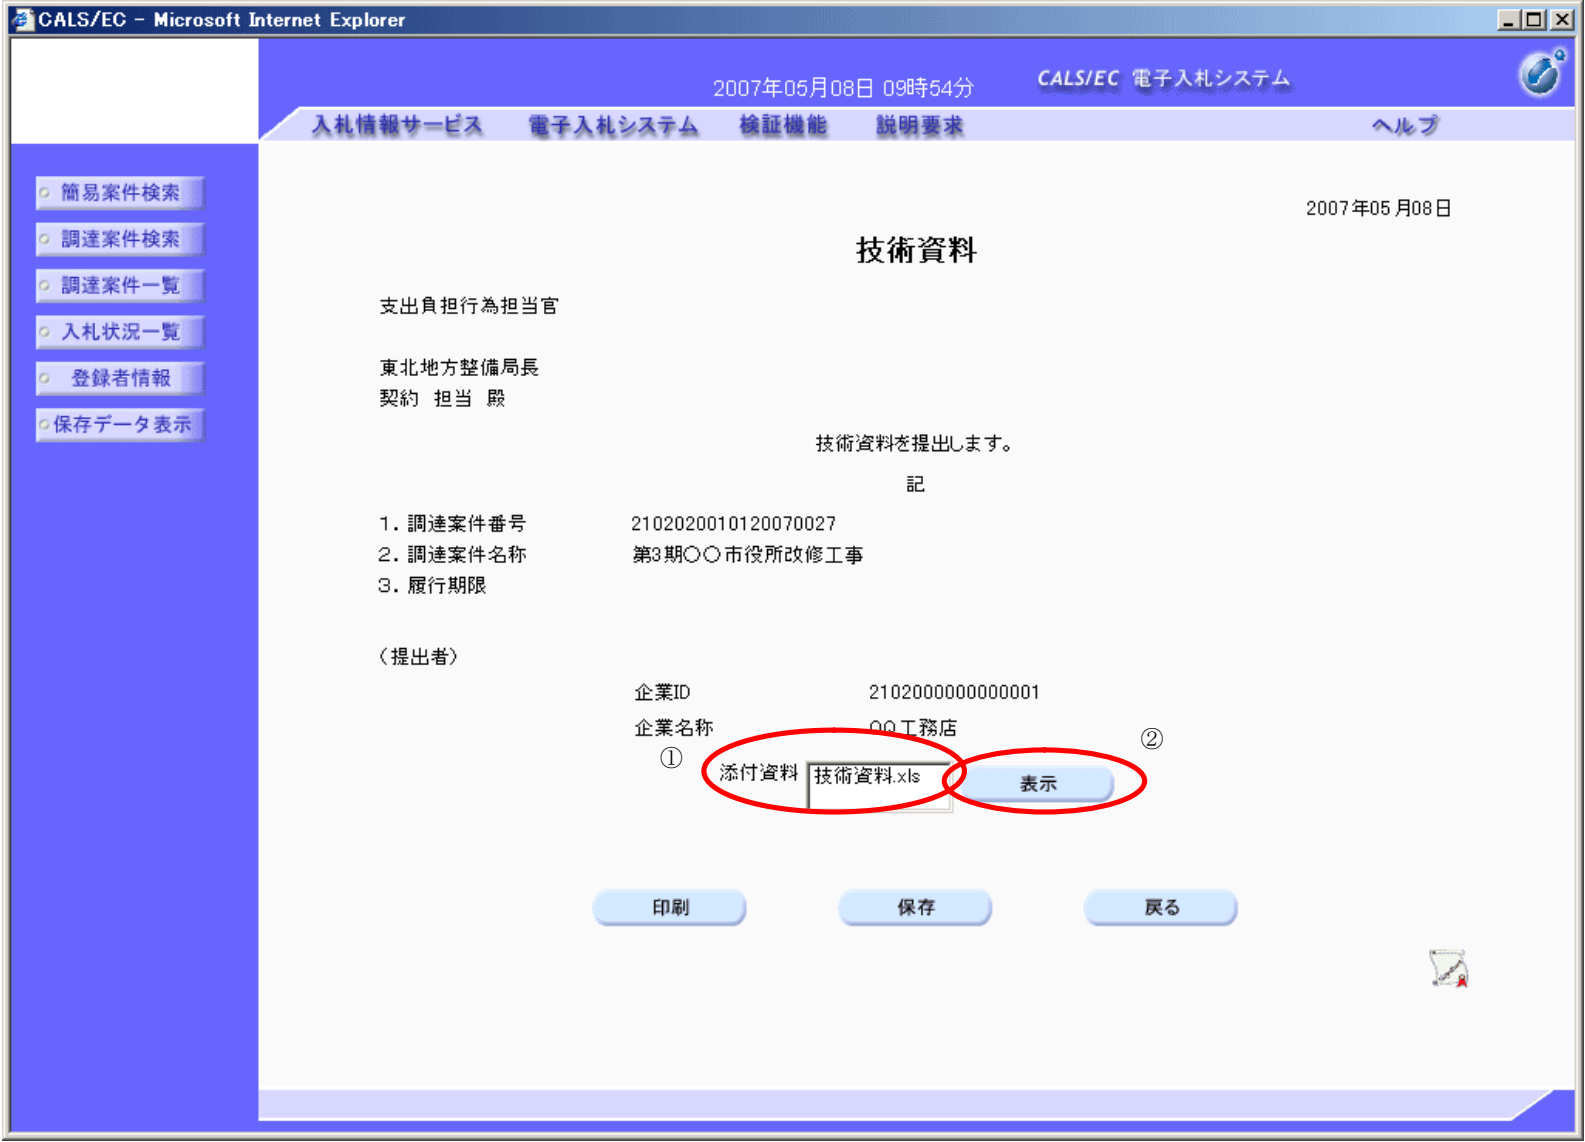 CALS/EC - Microsoft Internet Explorer
2007年05月08日 09時54分
CALS/EC 電子入札システム
入札情報サービス 電子入札システム 検証機能 説明要求 ヘルプ
簡易案件検索
調達案件検索
調達案件一覧
入札状況一覧
登録者情報
保存データ表示
2007年05月08日
技術資料
支出負担行為担当官
東北地方整備局長
契約 担当 殿
技術資料を提出します。
記
1. 調達案件番号 2102020010120070027
2. 調達案件名称 第3期〇〇市役所改修工事
3. 履行期限
（提出者）
企業ID 2102000000000001
企業名称 QQ工務店
① ②
添付資料 技術資料.xls 表示
印刷 保存 戻る